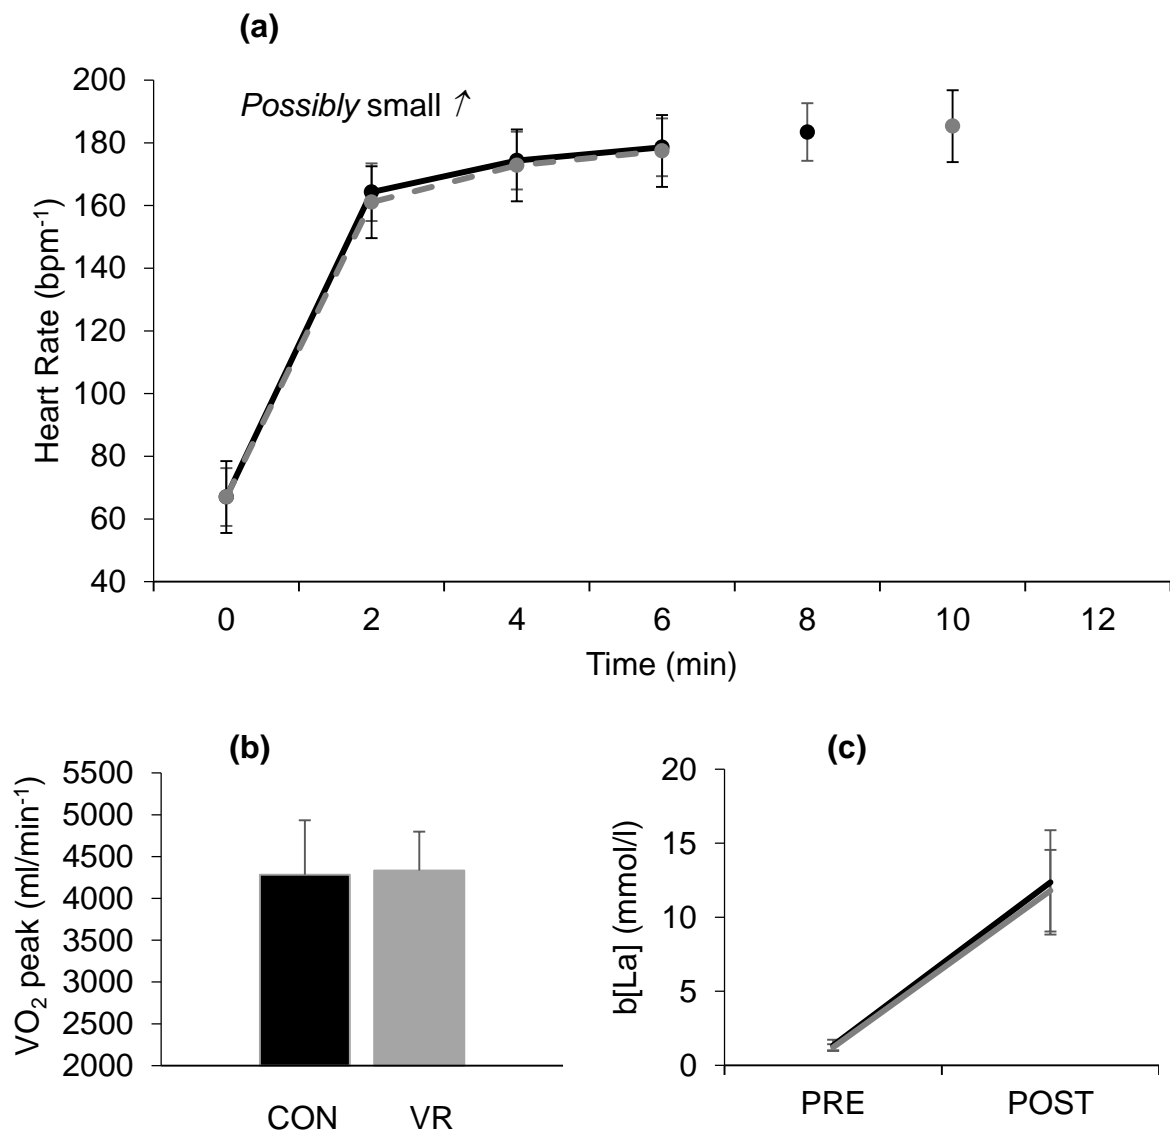 (a)
Possibly small ↑
Heart Rate (bpm-1)
200
180
160
140
120
100
80
60
40
0 2 4 6 8 10 12
Time (min)
(b)
VO2 peak (ml/min-1)
5500
5000
4500
4000
3500
3000
2500
2000
CON VR
(c)
b[La] (mmol/l)
20
15
10
5
0
PRE POST